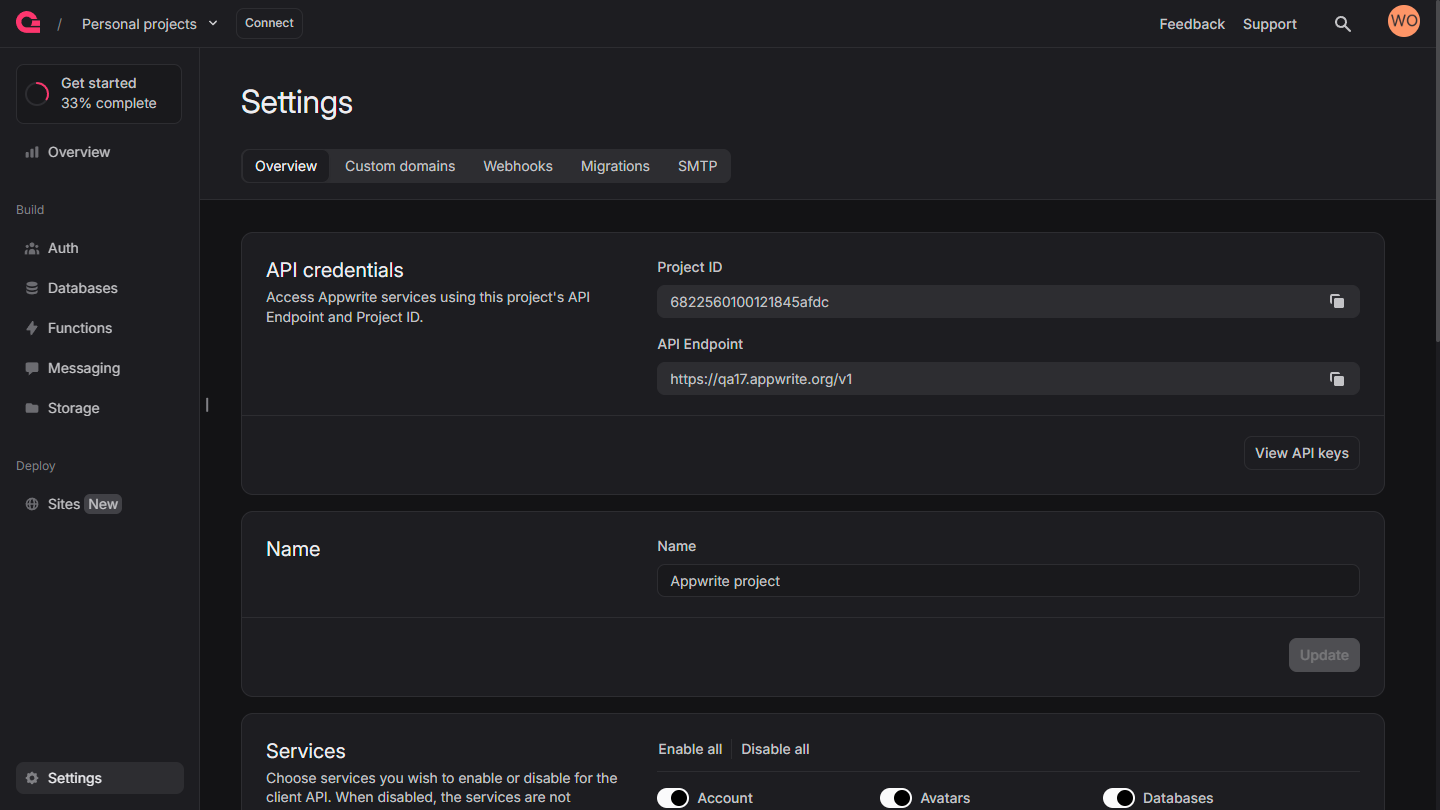 / Personal projects Connect Feedback Support WO
Get started
33% complete
Overview
Build
Auth
Databases
Functions
Messaging
Storage
Deploy
Sites New
Settings
Settings
Overview Custom domains Webhooks Migrations SMTP
API credentials
Access Appwrite services using this project's API
Endpoint and Project ID.
Project ID
6822560100121845afdc
API Endpoint
https://qa17.appwrite.org/v1
View API keys
Name
Name
Appwrite project
Update
Services
Choose services you wish to enable or disable for the
client API. When disabled, the services are not
Enable all Disable all
Account Avatars Databases